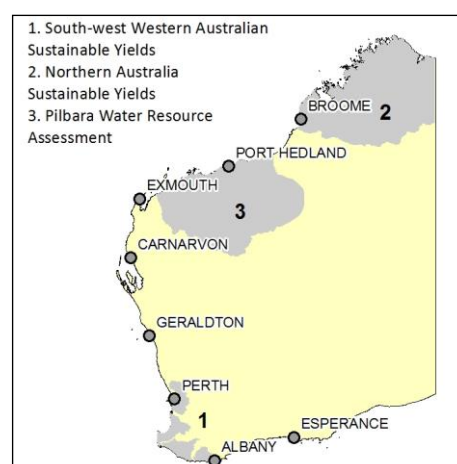 1. South-west Western Australian
Sustainable Yields
2. Northern Australia
Sustainable Yields
3. Pilbara Water Resource
Assessment
BROOME
2
PORT HEDLAND
EXMOUTH
3
CARNARVON
GERALDTON
PERTH
1
ESPERANCE
ALBANY